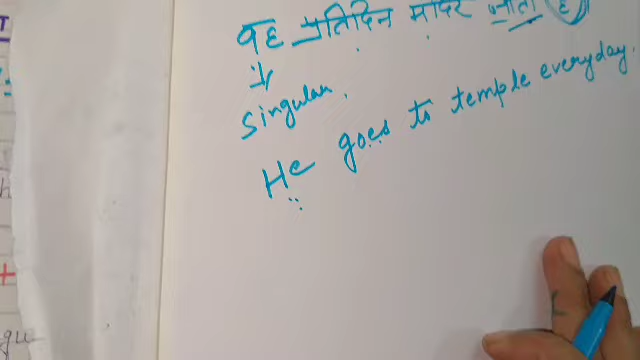 वह प्रतिदिन मंदिर जाता है
Singular.
He goes to temple everyday.